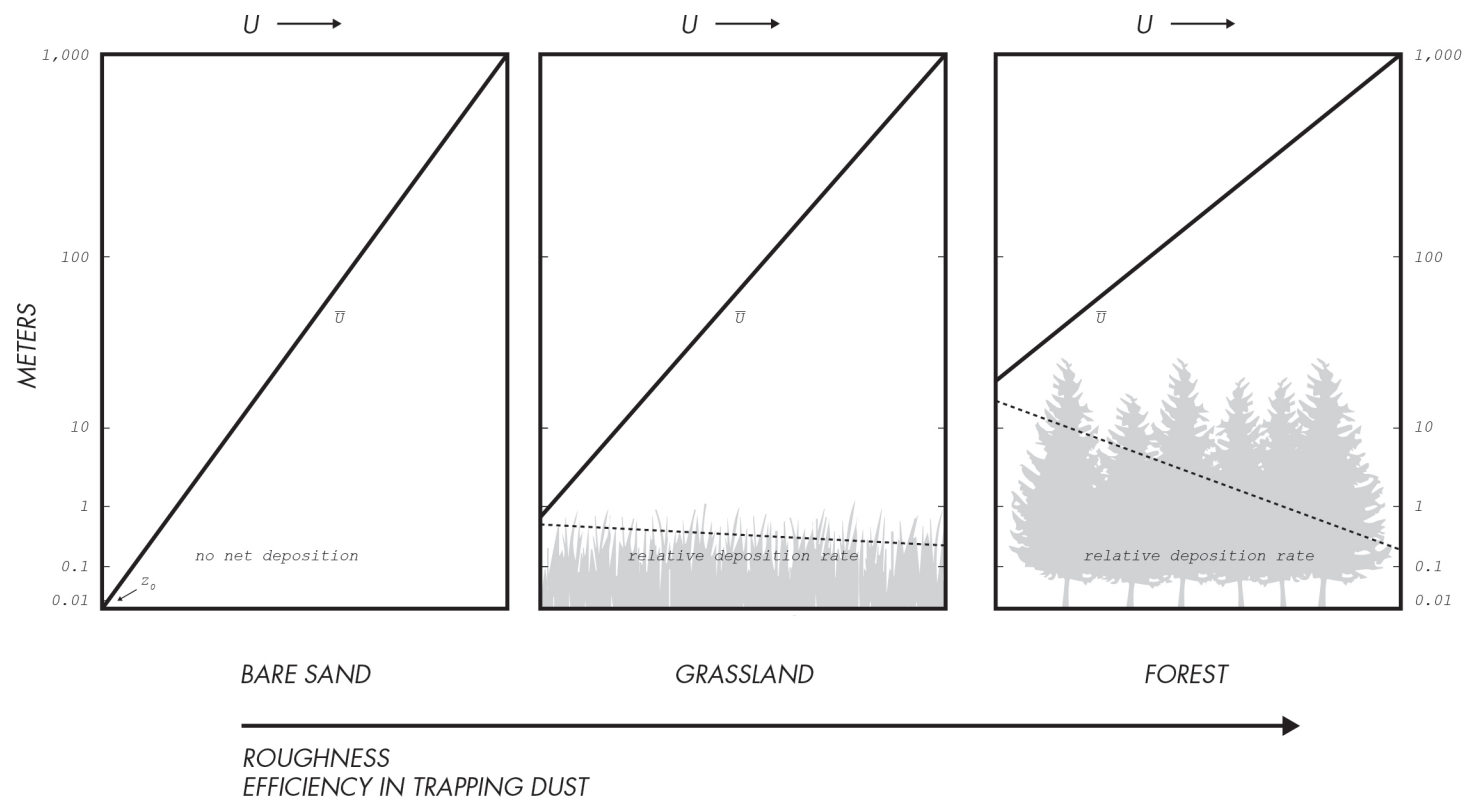 U
U
U
1,000
1,000
100
100
U̅
U̅
U̅
METERS
10
10
1
1
no net deposition
relative deposition rate
relative deposition rate
0.1
0.1
z₀
0.01
0.01
BARE SAND
GRASSLAND
FOREST
ROUGHNESS
EFFICIENCY IN TRAPPING DUST